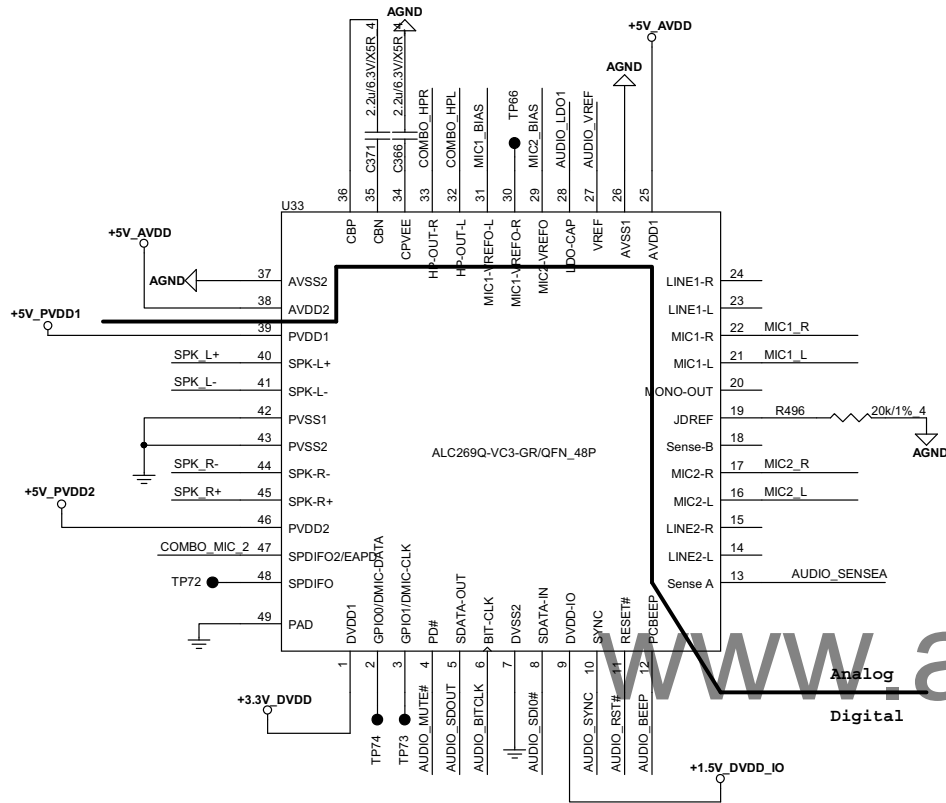 AGND
+5V_AVDD
AGND
2.2u/6.3V/X5R 4
2.2u/6.3V/X5R 4
C371
C366
COMBO_HPR
COMBO_HPL
MIC1_BIAS
TP66
MIC2_BIAS
AUDIO_LDO1
AUDIO_VREF
36
35
34
33
32
31
30
29
28
27
26
25
U33
CBP
CBN
CPVEE
HP-OUT-R
HP-OUT-L
MIC1-VREFO-L
MIC1-VREFO-R
MIC2-VREFO
LDO-CAP
VREF
AVSS1
AVDD1
+5V_AVDD
AGND
37 AVSS2
38 AVDD2
+5V_PVDD1
39 PVDD1
SPK_L+ 40 SPK-L+
SPK_L- 41 SPK-L-
42 PVSS1
43 PVSS2
SPK_R- 44 SPK-R-
SPK_R+ 45 SPK-R+
+5V_PVDD2
46 PVDD2
COMBO_MIC_2 47 SPDIFO2/EAPD
TP72 48 SPDIFO
49 PAD
ALC269Q-VC3-GR/QFN_48P
LINE1-R 24
LINE1-L 23
MIC1-R 22 MIC1_R
MIC1-L 21 MIC1_L
MONO-OUT 20
JDREF 19 R496 20k/1%_4
AGND
Sense-B 18
MIC2-R 17 MIC2_R
MIC2-L 16 MIC2_L
LINE2-R 15
LINE2-L 14
Sense A 13 AUDIO_SENSEA
DVDD1
GPIO0/DMIC-DATA
GPIO1/DMIC-CLK
PD#
SDATA-OUT
BIT-CLK
DVSS2
SDATA-IN
DVDD-IO
SYNC
RESET#
PCBEEP
1
2
3
4
5
6
7
8
9
10
11
12
+3.3V_DVDD
TP74
TP73
AUDIO_MUTE#
AUDIO_SDOUT
AUDIO_BITCLK
AUDIO_SDI0#
AUDIO_SYNC
AUDIO_RST#
AUDIO_BEEP
+1.5V_DVDD_IO
www.a
Analog
Digital